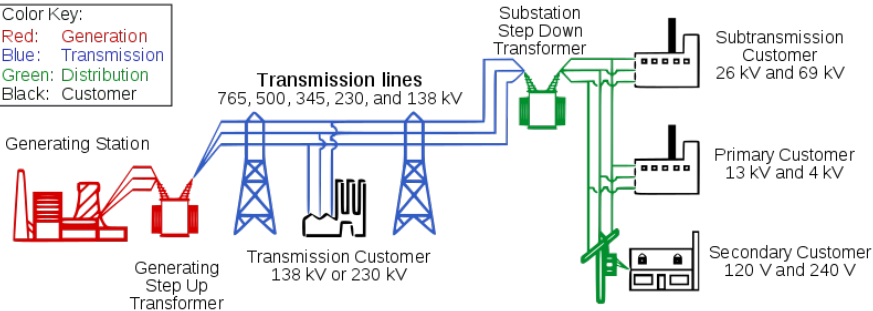 Color Key:
Red: Generation
Blue: Transmission
Green: Distribution
Black: Customer
Generating Station
Generating
Step Up
Transformer
Transmission lines
765, 500, 345, 230, and 138 kV
Transmission Customer
138 kV or 230 kV
Substation
Step Down
Transformer
Subtransmission
Customer
26 kV and 69 kV
Primary Customer
13 kV and 4 kV
Secondary Customer
120 V and 240 V